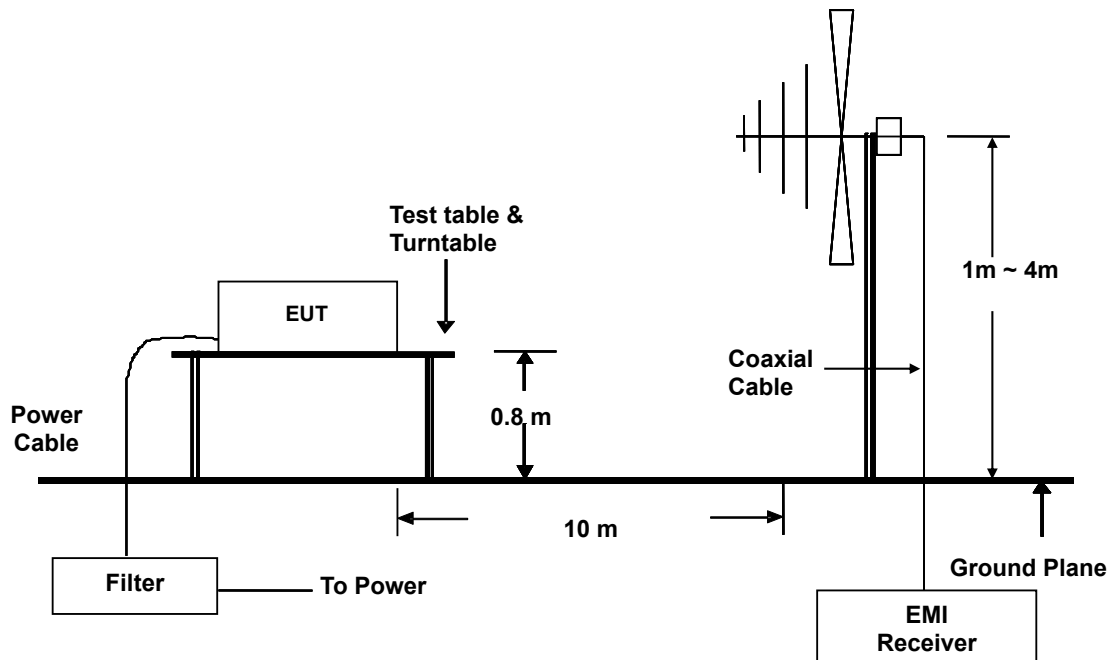 Test table &
Turntable
EUT
1m ~ 4m
Coaxial
Cable
0.8 m
Power
Cable
10 m
Filter
To Power
Ground Plane
EMI
Receiver